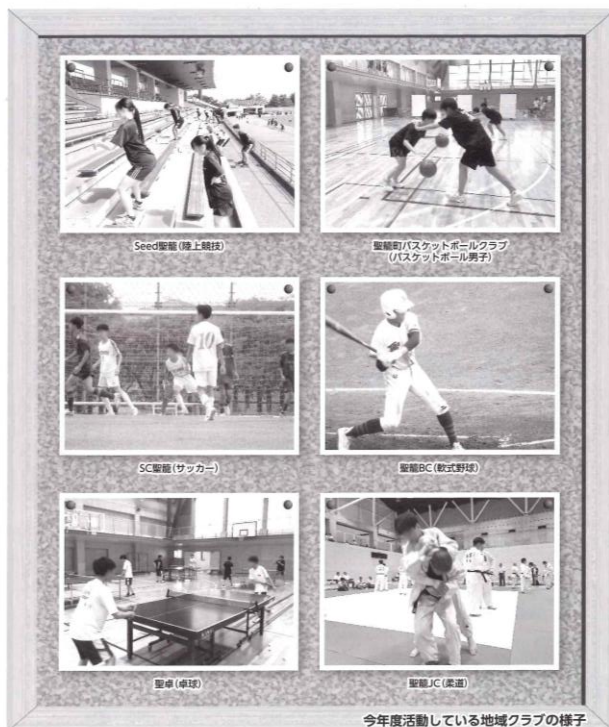 Seed聖籠(陸上競技)
聖籠町バスケットボールクラブ
(バスケットボール男子)
10
SC聖籠(サッカー)
聖籠BC(軟式野球)
聖卓(卓球)
聖籠JC(柔道)
今年度活動している地域クラブの様子